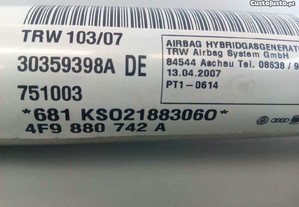 custojusto.pt
TRW 103/07
30359398A DE
751003
*681 KS02188306O
4F9 880 742 A
AIRBAG HYBRIDGASGENERATO
TRW Airbag System GmbH
84544 Aschau Tel. 08638 / 9
13.04.2007
PT1-0614